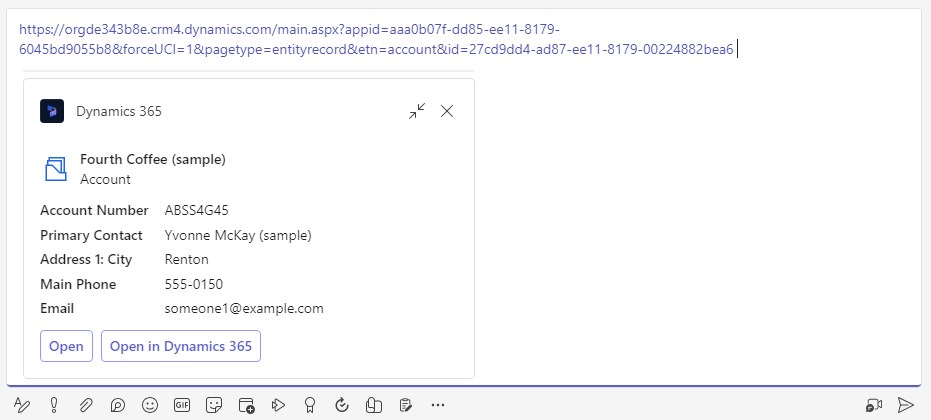 https://orgde343b8e.crm4.dynamics.com/main.aspx?appid=aaa0b07f-dd85-ee11-8179-
6045bd9055b8&forceUCI=1&pagetype=entityrecord&etn=account&id=27cd9dd4-ad87-ee11-8179-00224882bea6
Dynamics 365
Fourth Coffee (sample)
Account
Account Number ABSS4G45
Primary Contact Yvonne McKay (sample)
Address 1: City Renton
Main Phone 555-0150
Email someone1@example.com
Open Open in Dynamics 365
GIF